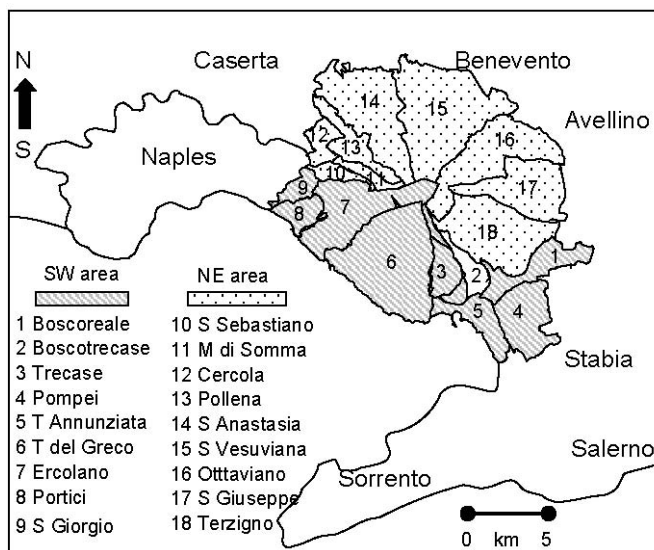 Caserta
Benevento
N
S
Avellino
Naples
14
15
12
13
16
10
11
17
9
7
8
18
6
3
2
1
5
4
SW area
NE area
1 Boscoreale
2 Boscotrecase
3 Trecase
4 Pompei
5 T Annunziata
6 T del Greco
7 Ercolano
8 Portici
9 S Giorgio
10 S Sebastiano
11 M di Somma
12 Cercola
13 Pollena
14 S Anastasia
15 S Vesuviana
16 Otttaviano
17 S Giuseppe
18 Terzigno
Stabia
Salerno
Sorrento
0 km 5